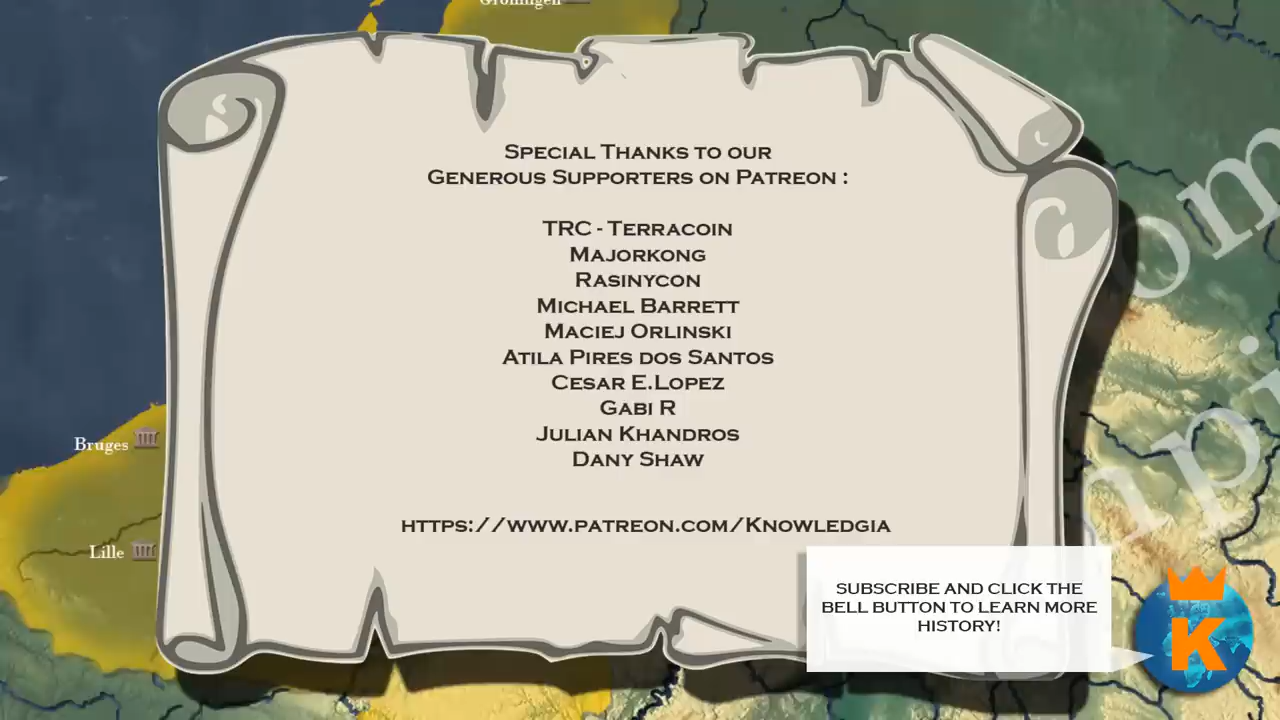 Groningen
SPECIAL THANKS TO OUR
GENEROUS SUPPORTERS ON PATREON :
TRC - TERRACOIN
MAJORKONG
RASINYCON
MICHAEL BARRETT
MACIEJ ORLINSKI
ATILA PIRES DOS SANTOS
CESAR E.LOPEZ
GABI R
JULIAN KHANDROS
DANY SHAW
HTTPS://WWW.PATREON.COM/KNOWLEDGIA
Bruges
Lille
SUBSCRIBE AND CLICK THE
BELL BUTTON TO LEARN MORE
HISTORY!
K